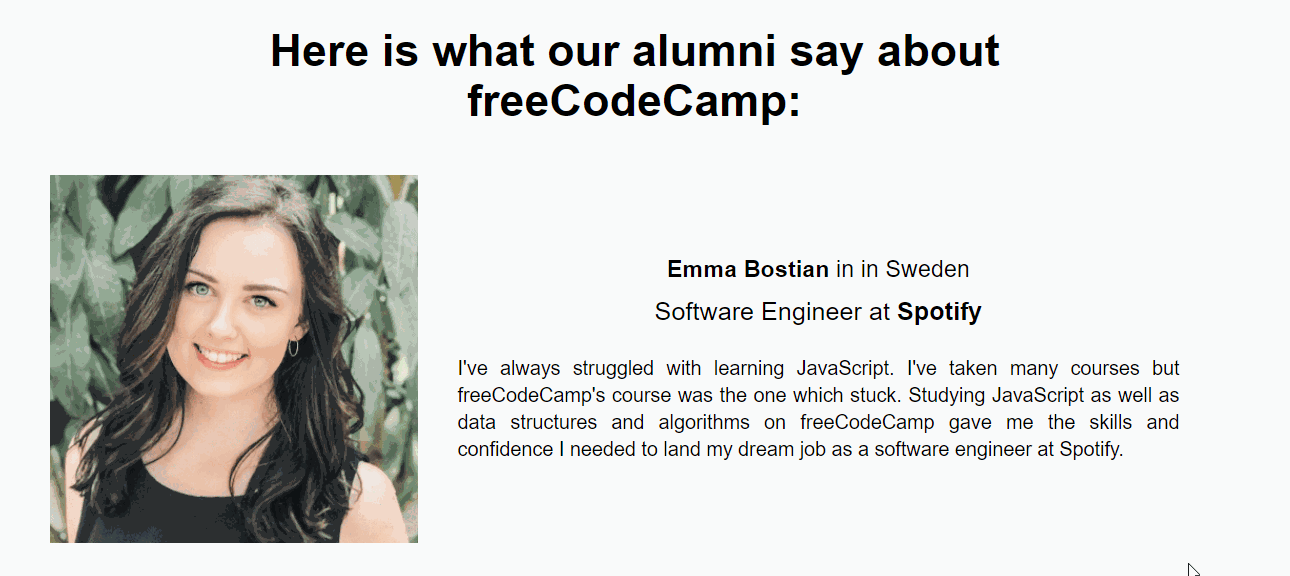 Here is what our alumni say about
freeCodeCamp:
Emma Bostian in in Sweden
Software Engineer at Spotify
I've always struggled with learning JavaScript. I've taken many courses but
freeCodeCamp's course was the one which stuck. Studying JavaScript as well as
data structures and algorithms on freeCodeCamp gave me the skills and
confidence I needed to land my dream job as a software engineer at Spotify.